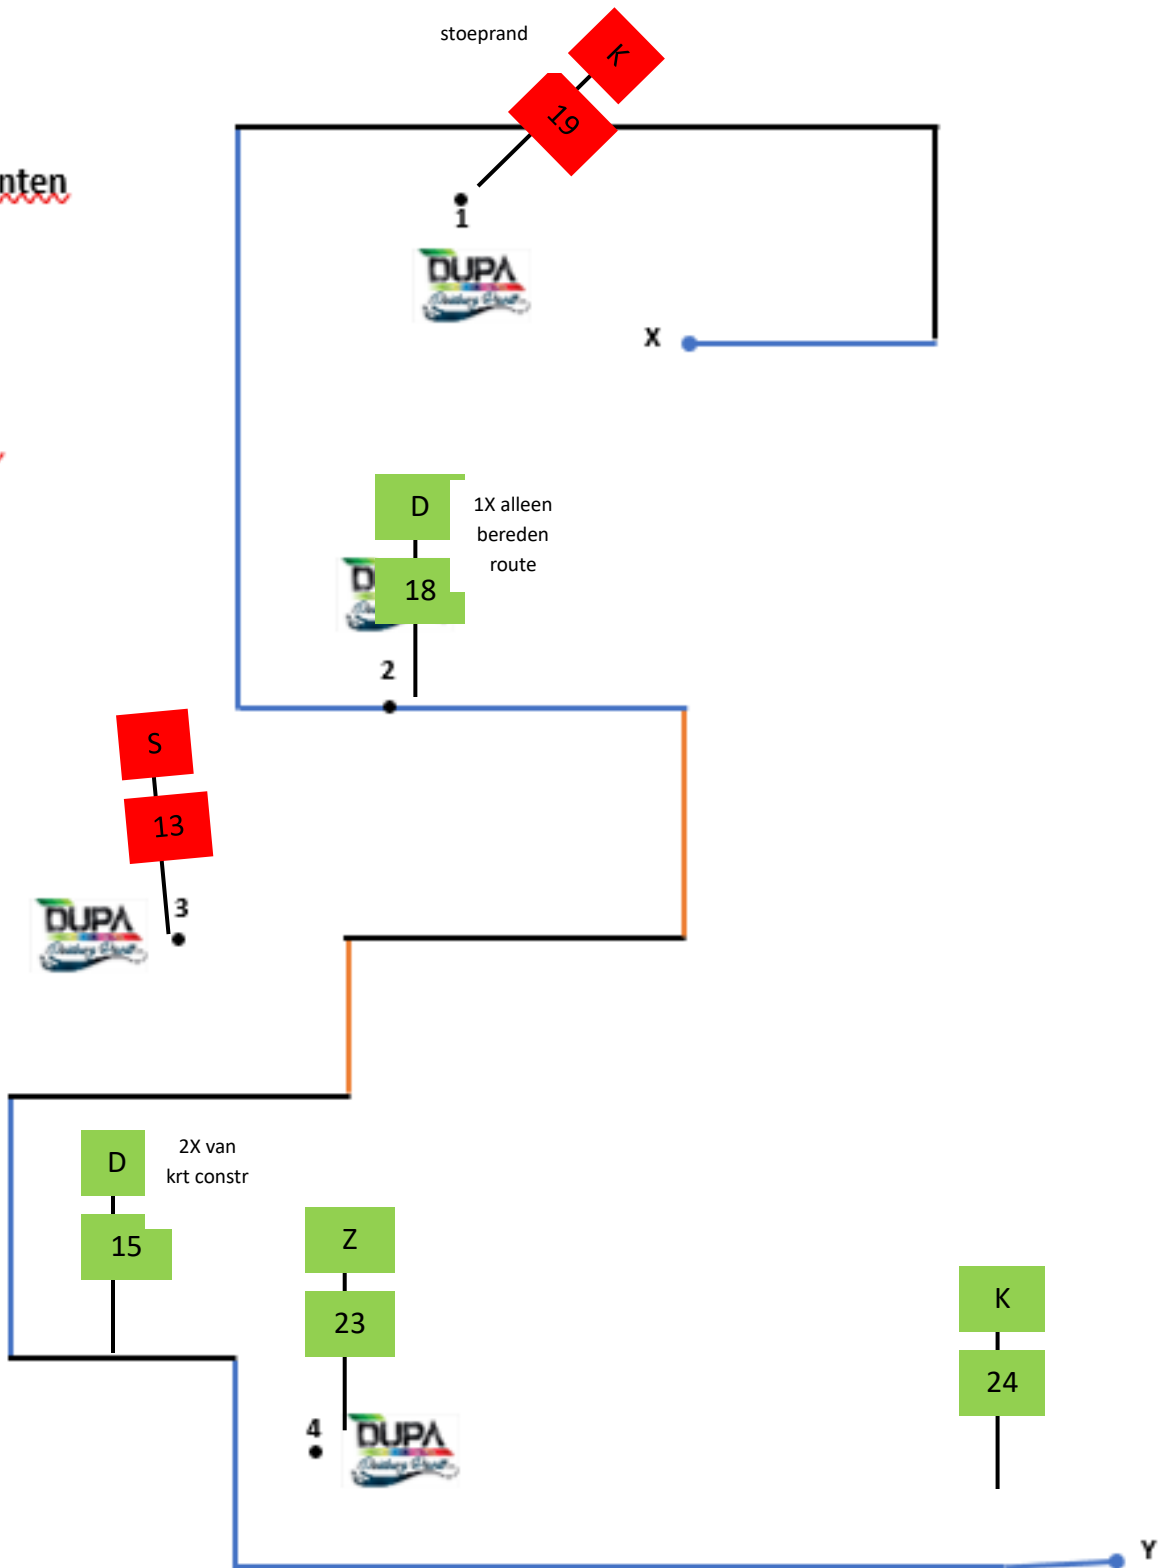 stoeprand
K
19
nten
1
DUPA
X
D
1X alleen
bereden
route
18
2
S
13
3
DUPA
D
2X van
krt constr
15
Z
23
K
24
4
DUPA
Y